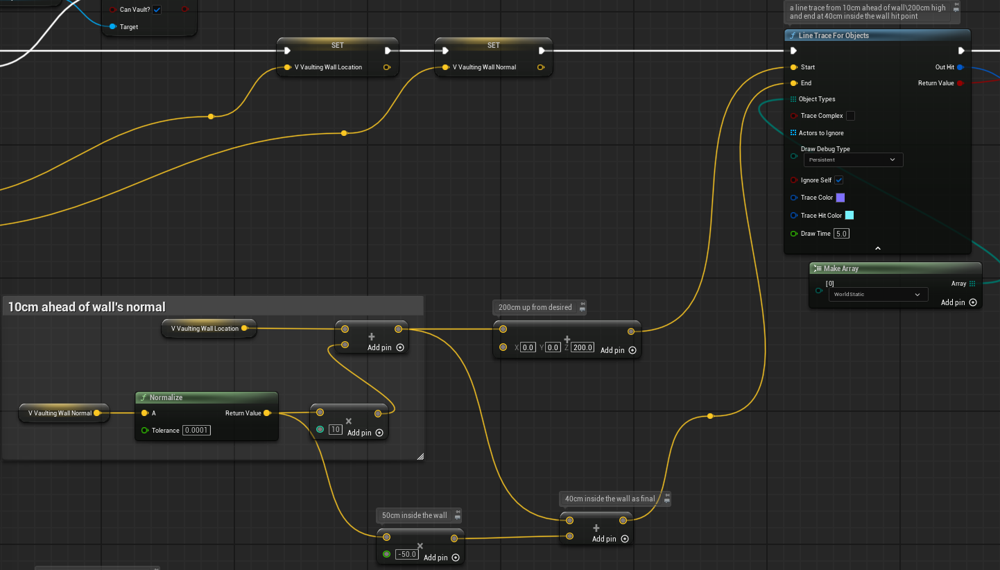 Can Vault?
Target
a line trace from 10cm ahead of wall\200cm high
and end at 40cm inside the wall hit point
SET
V Vaulting Wall Location
SET
V Vaulting Wall Normal
f Line Trace For Objects
Start
Out Hit
End
Return Value
Object Types
Trace Complex
Actors to Ignore
Draw Debug Type
Persistent
Ignore Self
Trace Color
Trace Hit Color
Draw Time 5.0
Make Array
[0]
Array
WorldStatic
Add pin
10cm ahead of wall's normal
V Vaulting Wall Location
+
Add pin
200cm up from desired
+
X 0.0 Y 0.0 Z 200.0 Add pin
V Vaulting Wall Normal
f Normalize
A
Return Value
Tolerance 0.0001
×
10
Add pin
50cm inside the wall
×
-50.0
Add pin
40cm inside the wall as final
+
Add pin